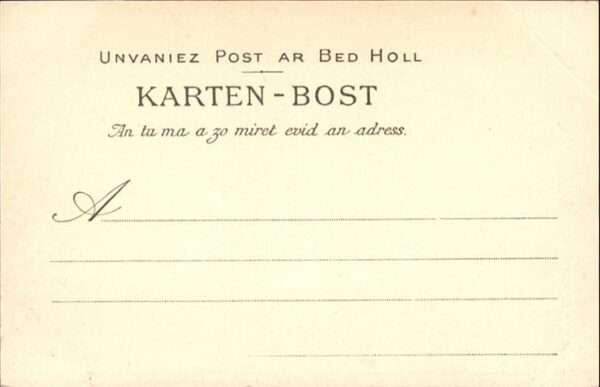 UNVANIEZ POST AR BED HOLL
KARTEN-BOST
An tu ma a zo miret evid an adress.
A